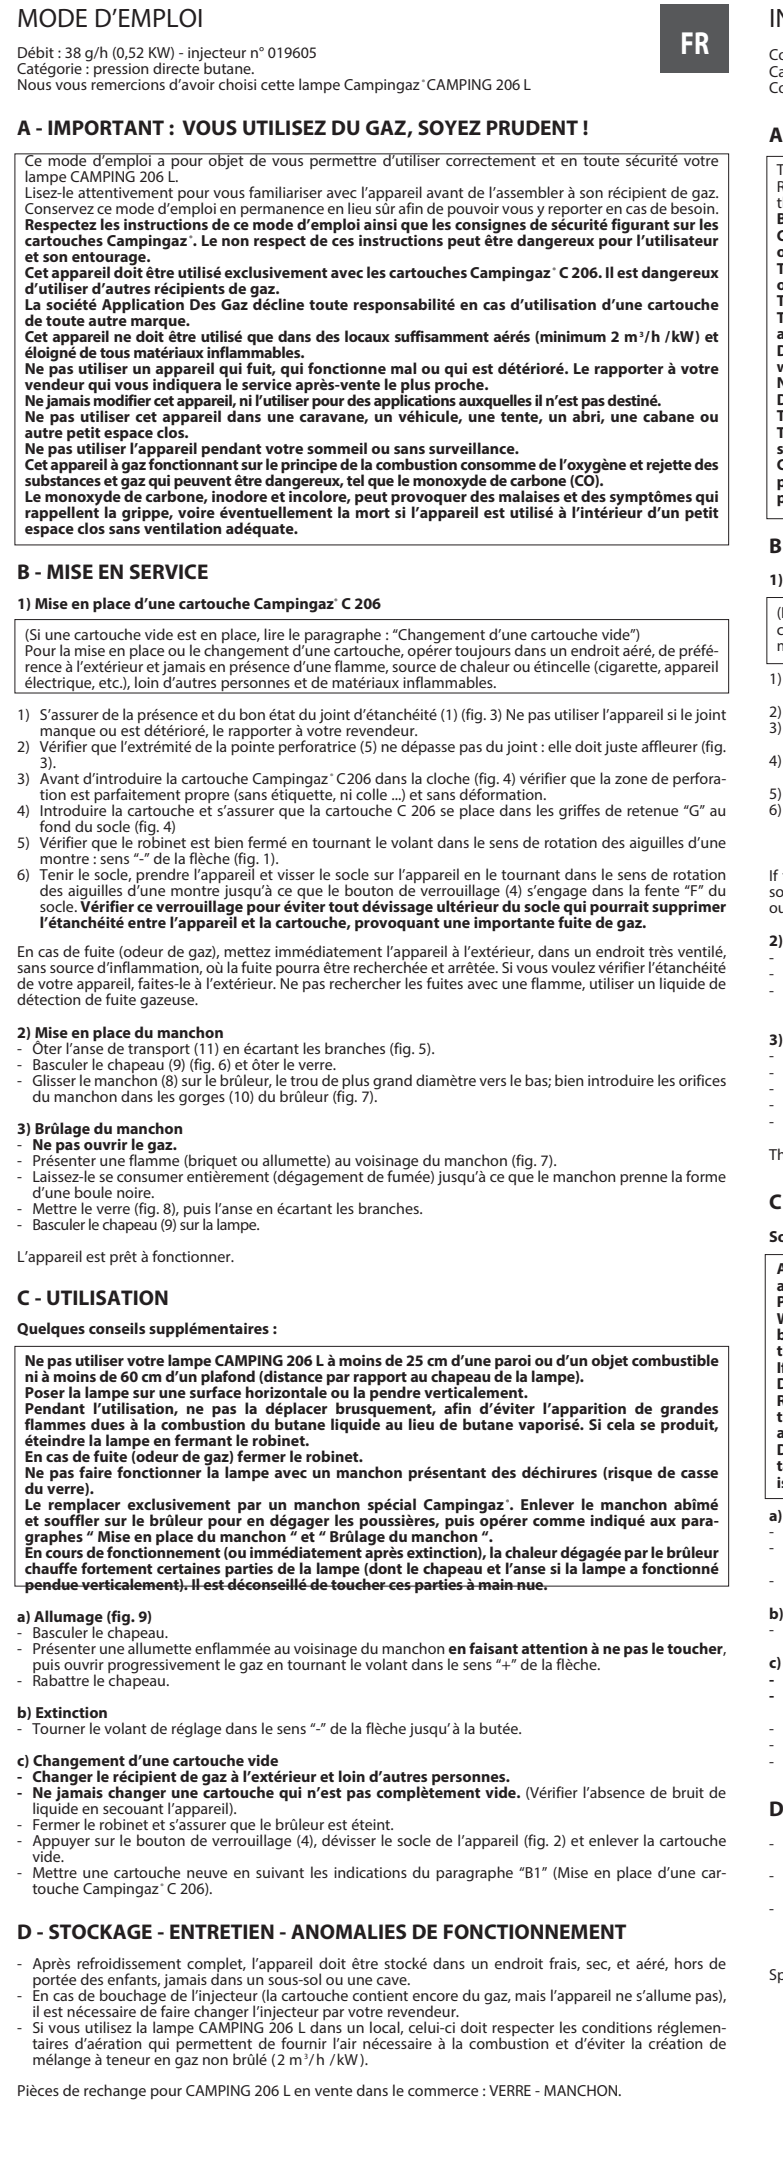 MODE D’EMPLOI
FR
Débit : 38 g/h (0,52 KW) - injecteur n° 019605
Catégorie : pression directe butane.
Nous vous remercions d’avoir choisi cette lampe Campingaz® CAMPING 206 L
A - IMPORTANT : VOUS UTILISEZ DU GAZ, SOYEZ PRUDENT !
Ce mode d’emploi a pour objet de vous permettre d’utiliser correctement et en toute sécurité votre
lampe CAMPING 206 L.
Lisez-le attentivement pour vous familiariser avec l’appareil avant de l’assembler à son récipient de gaz.
Conservez ce mode d’emploi en permanence en lieu sûr afin de pouvoir vous y reporter en cas de besoin.
Respectez les instructions de ce mode d’emploi ainsi que les consignes de sécurité figurant sur les
cartouches Campingaz®. Le non respect de ces instructions peut être dangereux pour l’utilisateur
et son entourage.
Cet appareil doit être utilisé exclusivement avec les cartouches Campingaz® C 206. Il est dangereux
d’utiliser d’autres récipients de gaz.
La société Application Des Gaz décline toute responsabilité en cas d’utilisation d’une cartouche
de toute autre marque.
Cet appareil ne doit être utilisé que dans des locaux suffisamment aérés (minimum 2 m³/h /kW) et
éloigné de tous matériaux inflammables.
Ne pas utiliser un appareil qui fuit, qui fonctionne mal ou qui est détérioré. Le rapporter à votre
vendeur qui vous indiquera le service après-vente le plus proche.
Ne jamais modifier cet appareil, ni l’utiliser pour des applications auxquelles il n’est pas destiné.
Ne pas utiliser cet appareil dans une caravane, un véhicule, une tente, un abri, une cabane ou
autre petit espace clos.
Ne pas utiliser l’appareil pendant votre sommeil ou sans surveillance.
Cet appareil à gaz fonctionnant sur le principe de la combustion consomme de l’oxygène et rejette des
substances et gaz qui peuvent être dangereux, tel que le monoxyde de carbone (CO).
Le monoxyde de carbone, inodore et incolore, peut provoquer des malaises et des symptômes qui
rappellent la grippe, voire éventuellement la mort si l’appareil est utilisé à l’intérieur d’un petit
espace clos sans ventilation adéquate.
B - MISE EN SERVICE
1) Mise en place d’une cartouche Campingaz® C 206
(Si une cartouche vide est en place, lire le paragraphe : “Changement d’une cartouche vide”)
Pour la mise en place ou le changement d’une cartouche, opérer toujours dans un endroit aéré, de préfé-
rence à l’extérieur et jamais en présence d’une flamme, source de chaleur ou étincelle (cigarette, appareil
électrique, etc.), loin d’autres personnes et de matériaux inflammables.
1) S’assurer de la présence et du bon état du joint d’étanchéité (1) (fig. 3) Ne pas utiliser l’appareil si le joint
manque ou est détérioré, le rapporter à votre revendeur.
2) Vérifier que l’extrémité de la pointe perforatrice (5) ne dépasse pas du joint : elle doit juste affleurer (fig.
3).
3) Avant d’introduire la cartouche Campingaz® C206 dans la cloche (fig. 4) vérifier que la zone de perfora-
tion est parfaitement propre (sans étiquette, ni colle ...) et sans déformation.
4) Introduire la cartouche et s’assurer que la cartouche C 206 se place dans les griffes de retenue “G” au
fond du socle (fig. 4)
5) Vérifier que le robinet est bien fermé en tournant le volant dans le sens de rotation des aiguilles d’une
montre : sens “-” de la flèche (fig. 1).
6) Tenir le socle, prendre l’appareil et visser le socle sur l’appareil en le tournant dans le sens de rotation
des aiguilles d’une montre jusqu’à ce que le bouton de verrouillage (4) s’engage dans la fente “F” du
socle. Vérifier ce verrouillage pour éviter tout dévissage ultérieur du socle qui pourrait supprimer
l’étanchéité entre l’appareil et la cartouche, provoquant une importante fuite de gaz.
En cas de fuite (odeur de gaz), mettez immédiatement l’appareil à l’extérieur, dans un endroit très ventilé,
sans source d’inflammation, où la fuite pourra être recherchée et arrêtée. Si vous voulez vérifier l’étanchéité
de votre appareil, faites-le à l’extérieur. Ne pas rechercher les fuites avec une flamme, utiliser un liquide de
détection de fuite gazeuse.
2) Mise en place du manchon
- Ôter l’anse de transport (11) en écartant les branches (fig. 5).
- Basculer le chapeau (9) (fig. 6) et ôter le verre.
- Glisser le manchon (8) sur le brûleur, le trou de plus grand diamètre vers le bas; bien introduire les orifices
du manchon dans les gorges (10) du brûleur (fig. 7).
3) Brûlage du manchon
- Ne pas ouvrir le gaz.
- Présenter une flamme (briquet ou allumette) au voisinage du manchon (fig. 7).
- Laissez-le se consumer entièrement (dégagement de fumée) jusqu’à ce que le manchon prenne la forme
d’une boule noire.
- Mettre le verre (fig. 8), puis l’anse en écartant les branches.
- Basculer le chapeau (9) sur la lampe.
L’appareil est prêt à fonctionner.
C - UTILISATION
Quelques conseils supplémentaires :
Ne pas utiliser votre lampe CAMPING 206 L à moins de 25 cm d’une paroi ou d’un objet combustible
ni à moins de 60 cm d’un plafond (distance par rapport au chapeau de la lampe).
Poser la lampe sur une surface horizontale ou la pendre verticalement.
Pendant l’utilisation, ne pas la déplacer brusquement, afin d’éviter l’apparition de grandes
flammes dues à la combustion du butane liquide au lieu de butane vaporisé. Si cela se produit,
éteindre la lampe en fermant le robinet.
En cas de fuite (odeur de gaz) fermer le robinet.
Ne pas faire fonctionner la lampe avec un manchon présentant des déchirures (risque de casse
du verre).
Le remplacer exclusivement par un manchon spécial Campingaz®. Enlever le manchon abîmé
et souffler sur le brûleur pour en dégager les poussières, puis opérer comme indiqué aux para-
graphes “ Mise en place du manchon “ et “ Brûlage du manchon “.
En cours de fonctionnement (ou immédiatement après extinction), la chaleur dégagée par le brûleur
chauffe fortement certaines parties de la lampe (dont le chapeau et l’anse si la lampe a fonctionné
pendue verticalement). Il est déconseillé de toucher ces parties à main nue.
a) Allumage (fig. 9)
- Basculer le chapeau.
- Présenter une allumette enflammée au voisinage du manchon en faisant attention à ne pas le toucher,
puis ouvrir progressivement le gaz en tournant le volant dans le sens “+” de la flèche.
- Rabattre le chapeau.
b) Extinction
- Tourner le volant de réglage dans le sens “-” de la flèche jusqu’à la butée.
c) Changement d’une cartouche vide
- Changer le récipient de gaz à l’extérieur et loin d’autres personnes.
- Ne jamais changer une cartouche qui n’est pas complètement vide. (Vérifier l’absence de bruit de
liquide en secouant l’appareil).
- Fermer le robinet et s’assurer que le brûleur est éteint.
- Appuyer sur le bouton de verrouillage (4), dévisser le socle de l’appareil (fig. 2) et enlever la cartouche
vide.
- Mettre une cartouche neuve en suivant les indications du paragraphe “B1” (Mise en place d’une car-
touche Campingaz® C 206).
D - STOCKAGE - ENTRETIEN - ANOMALIES DE FONCTIONNEMENT
- Après refroidissement complet, l’appareil doit être stocké dans un endroit frais, sec, et aéré, hors de
portée des enfants, jamais dans un sous-sol ou une cave.
- En cas de bouchage de l’injecteur (la cartouche contient encore du gaz, mais l’appareil ne s’allume pas),
il est nécessaire de faire changer l’injecteur par votre revendeur.
- Si vous utilisez la lampe CAMPING 206 L dans un local, celui-ci doit respecter les conditions réglemen-
taires d’aération qui permettent de fournir l’air nécessaire à la combustion et d’éviter la création de
mélange à teneur en gaz non brûlé (2 m³/h /kW).
Pièces de rechange pour CAMPING 206 L en vente dans le commerce : VERRE - MANCHON.